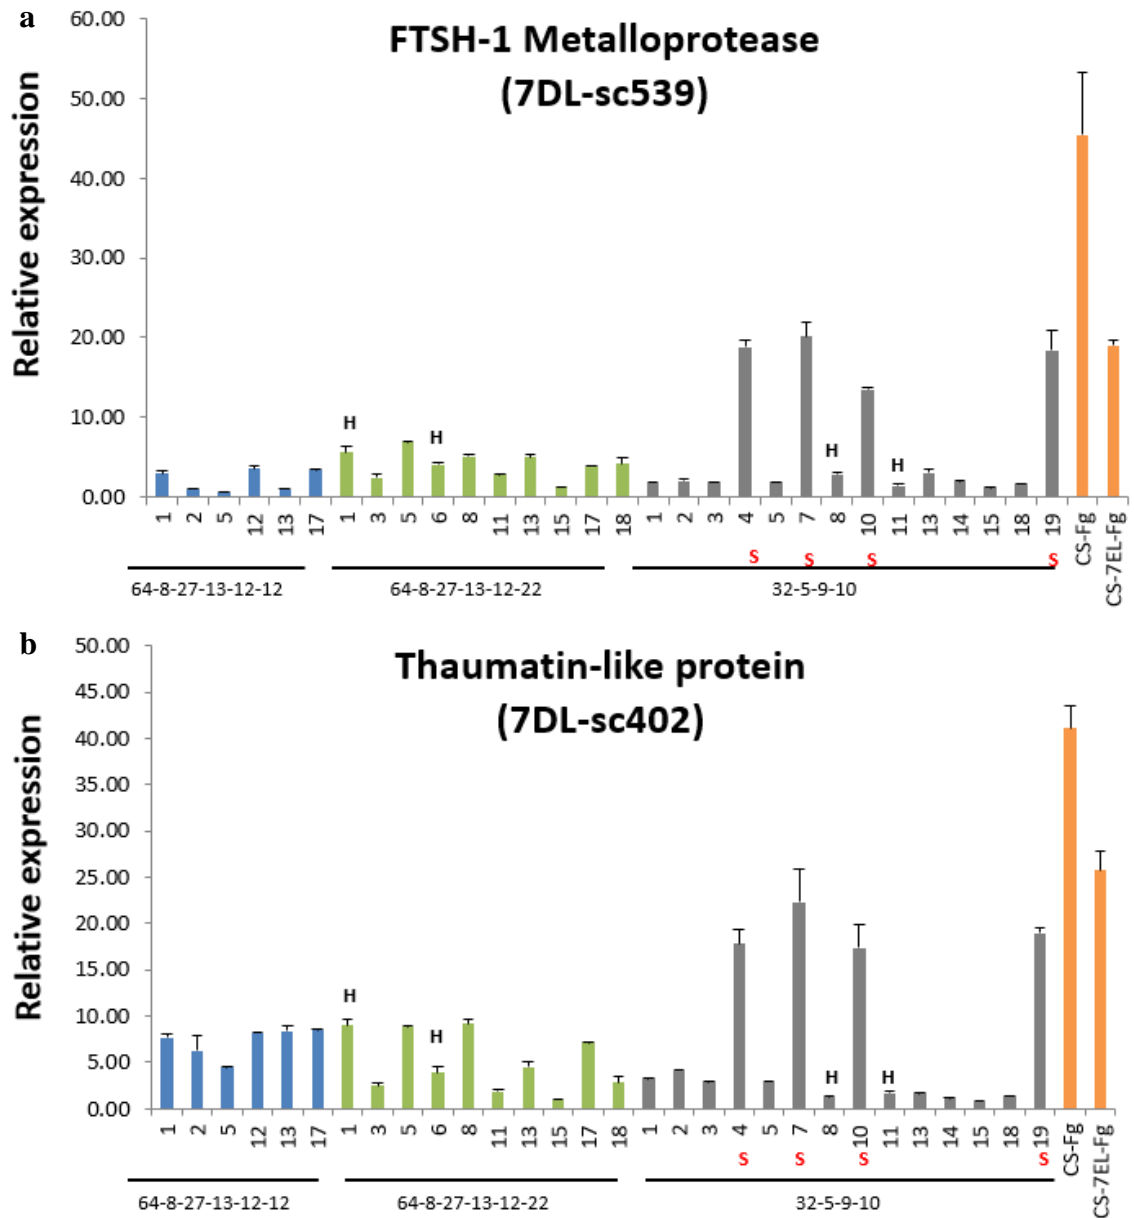 a
FTSH-1 Metalloprotease
(7DL-sc539)
Relative expression
60.00
50.00
40.00
30.00
20.00
10.00
0.00
H H H H
1 2 5 12 13 17 1 3 5 6 8 11 13 15 17 18 1 2 3 4 5 7 8 10 11 13 14 15 18 19 CS-Fg CS-7EL-Fg
S S S S
64-8-27-13-12-12 64-8-27-13-12-22 32-5-9-10
b
Thaumatin-like protein
(7DL-sc402)
Relative expression
50.00
45.00
40.00
35.00
30.00
25.00
20.00
15.00
10.00
5.00
0.00
H H H H
1 2 5 12 13 17 1 3 5 6 8 11 13 15 17 18 1 2 3 4 5 7 8 10 11 13 14 15 18 19 CS-Fg CS-7EL-Fg
S S S S
64-8-27-13-12-12 64-8-27-13-12-22 32-5-9-10